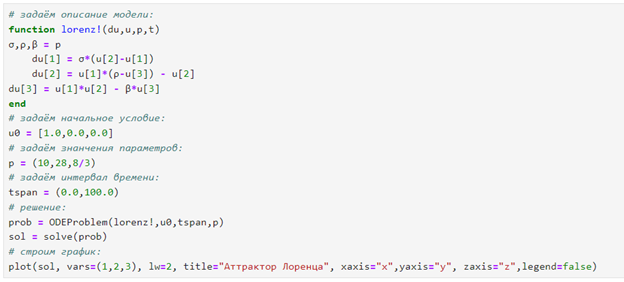 # задаём описание модели:
function lorenz!(du,u,p,t)
σ,ρ,β = p
    du[1] = σ*(u[2]-u[1])
    du[2] = u[1]*(ρ-u[3]) - u[2]
du[3] = u[1]*u[2] - β*u[3]
end
# задаём начальное условие:
u0 = [1.0,0.0,0.0]
# задаём знанчения параметров:
p = (10,28,8/3)
# задаём интервал времени:
tspan = (0.0,100.0)
# решение:
prob = ODEProblem(lorenz!,u0,tspan,p)
sol = solve(prob)
# строим график:
plot(sol, vars=(1,2,3), lw=2, title="Аттрактор Лоренца", xaxis="x",yaxis="y", zaxis="z",legend=false)